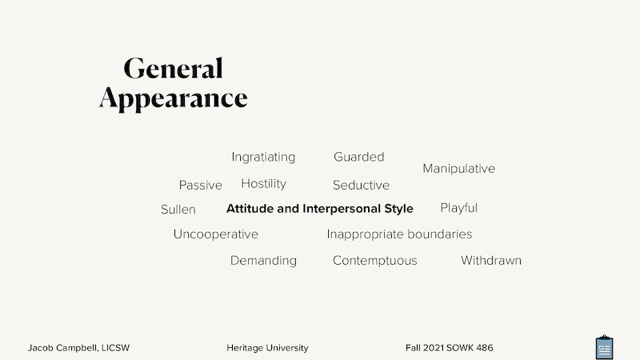 General
Appearance
Ingratiating Guarded
Manipulative
Passive Hostility Seductive
Sullen Attitude and Interpersonal Style Playful
Uncooperative Inappropriate boundaries
Demanding Contemptuous Withdrawn
Jacob Campbell, LICSW Heritage University Fall 2021 SOWK 486